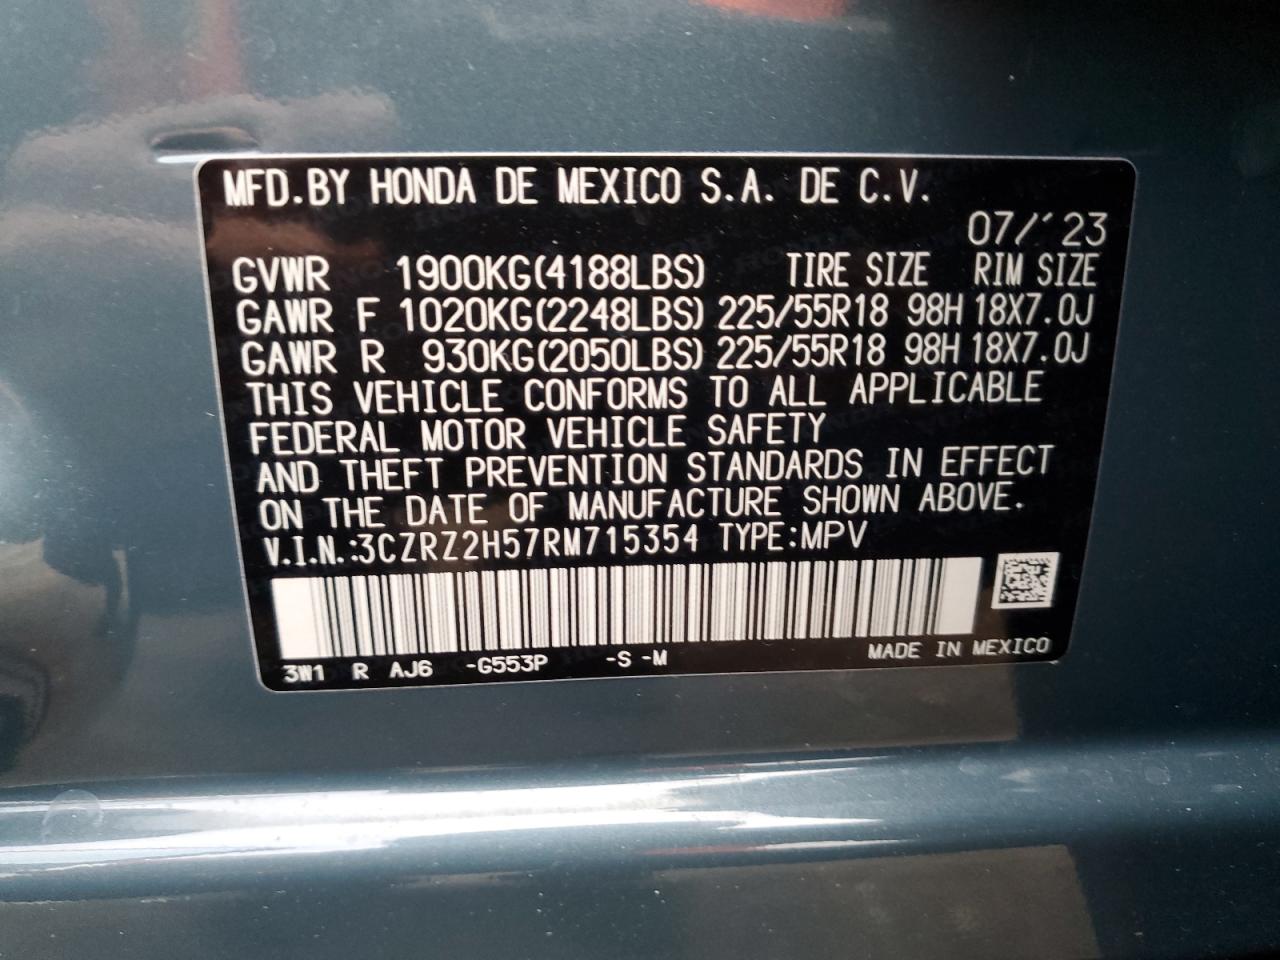 MFD.BY HONDA DE MEXICO S.A. DE C.V.
07/´23
GVWR 1900KG(4188LBS) TIRE SIZE RIM SIZE
GAWR F 1020KG(2248LBS) 225/55R18 98H 18X7.0J
GAWR R 930KG(2050LBS) 225/55R18 98H 18X7.0J
THIS VEHICLE CONFORMS TO ALL APPLICABLE
FEDERAL MOTOR VEHICLE SAFETY
AND THEFT PREVENTION STANDARDS IN EFFECT
ON THE DATE OF MANUFACTURE SHOWN ABOVE.
V.I.N.:3CZRZ2H57RM715354 TYPE:MPV
3W1 R AJ6 -G553P -S -M MADE IN MEXICO